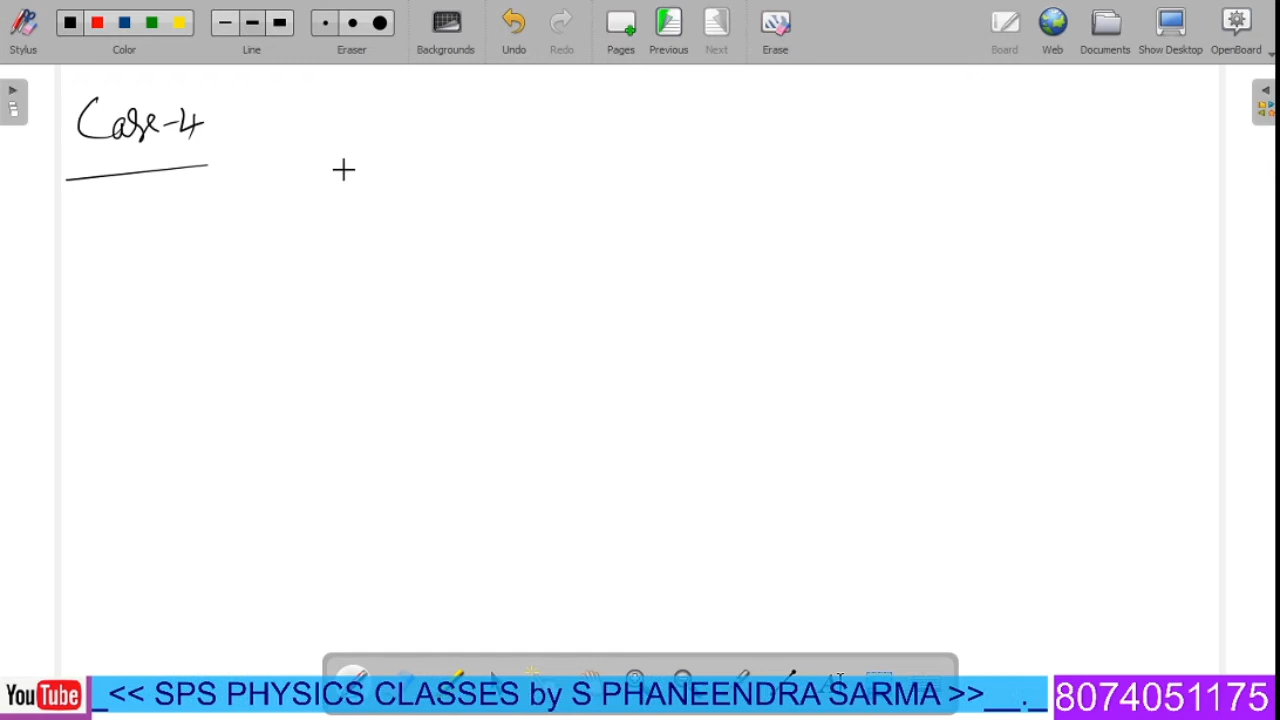 Stylus Color Line Eraser Backgrounds Undo Redo Pages Previous Next Erase Board Web Documents Show Desktop OpenBoard
Case-4
YouTube _<< SPS PHYSICS CLASSES by S PHANEENDRA SARMA >>__._ 8074051175